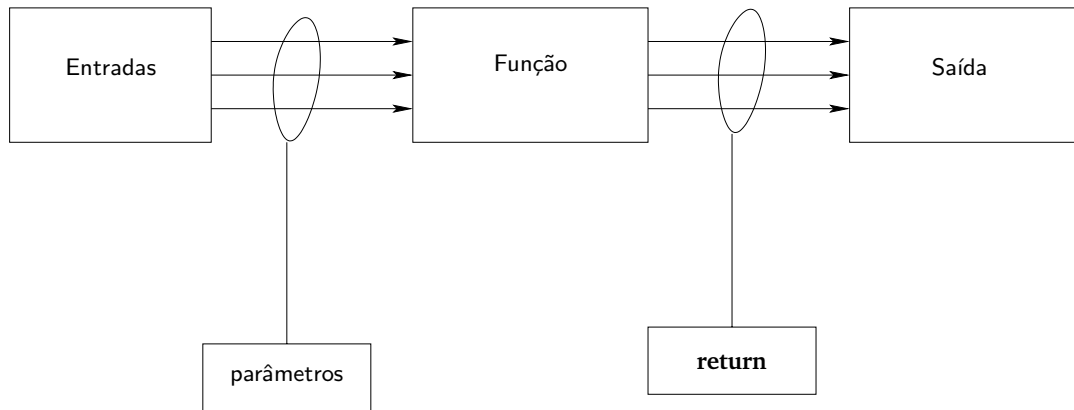 Entradas
Função
Saída
parâmetros
return